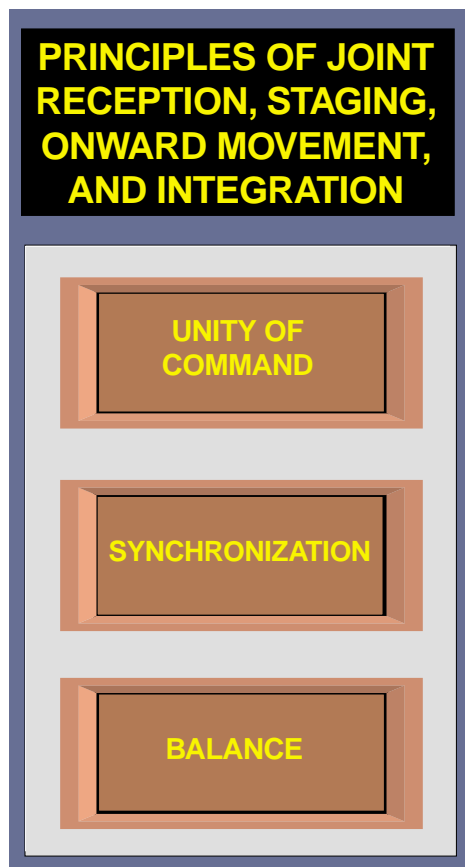 PRINCIPLES OF JOINT
RECEPTION, STAGING,
ONWARD MOVEMENT,
AND INTEGRATION
UNITY OF
COMMAND
SYNCHRONIZATION
BALANCE